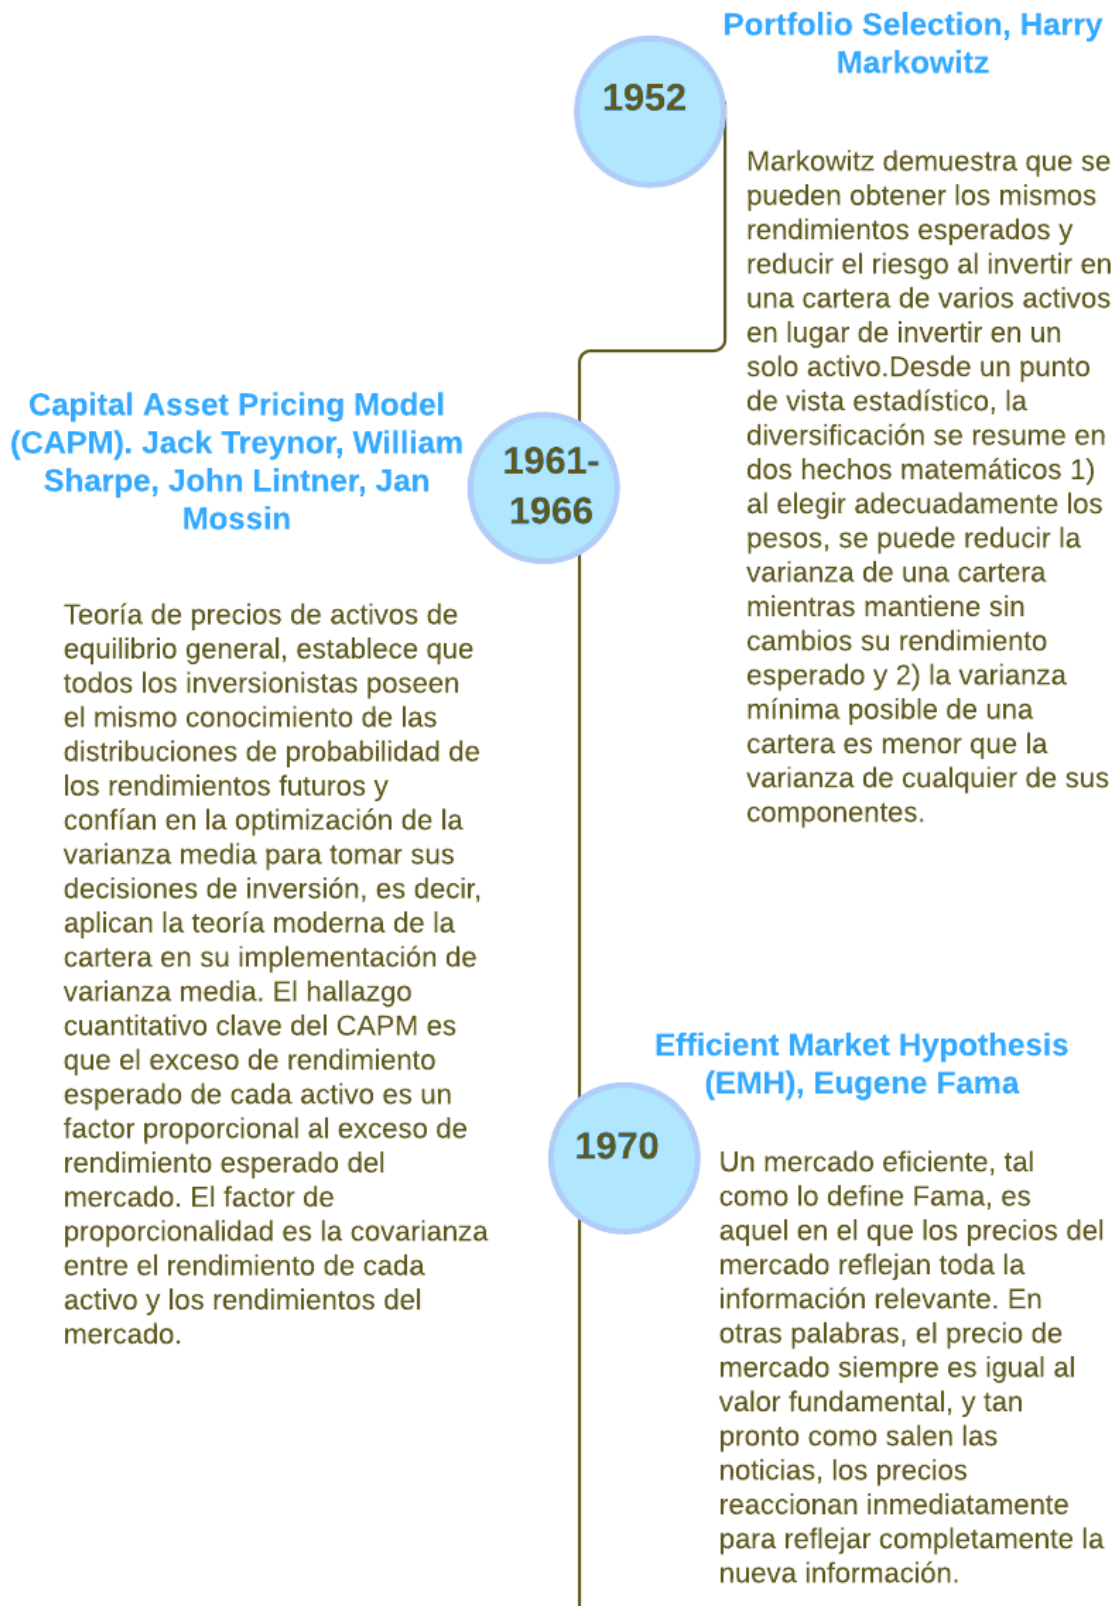 Portfolio Selection, Harry
Markowitz
1952
Markowitz demuestra que se
pueden obtener los mismos
rendimientos esperados y
reducir el riesgo al invertir en
una cartera de varios activos
en lugar de invertir en un
solo activo.Desde un punto
de vista estadístico, la
diversificación se resume en
dos hechos matemáticos 1)
al elegir adecuadamente los
pesos, se puede reducir la
varianza de una cartera
mientras mantiene sin
cambios su rendimiento
esperado y 2) la varianza
mínima posible de una
cartera es menor que la
varianza de cualquier de sus
componentes.
Capital Asset Pricing Model
(CAPM). Jack Treynor, William
Sharpe, John Lintner, Jan
Mossin
1961-
1966
Teoría de precios de activos de
equilibrio general, establece que
todos los inversionistas poseen
el mismo conocimiento de las
distribuciones de probabilidad de
los rendimientos futuros y
confían en la optimización de la
varianza media para tomar sus
decisiones de inversión, es decir,
aplican la teoría moderna de la
cartera en su implementación de
varianza media. El hallazgo
cuantitativo clave del CAPM es
que el exceso de rendimiento
esperado de cada activo es un
factor proporcional al exceso de
rendimiento esperado del
mercado. El factor de
proporcionalidad es la covarianza
entre el rendimiento de cada
activo y los rendimientos del
mercado.
Efficient Market Hypothesis
(EMH), Eugene Fama
1970
Un mercado eficiente, tal
como lo define Fama, es
aquel en el que los precios del
mercado reflejan toda la
información relevante. En
otras palabras, el precio de
mercado siempre es igual al
valor fundamental, y tan
pronto como salen las
noticias, los precios
reaccionan inmediatamente
para reflejar completamente la
nueva información.